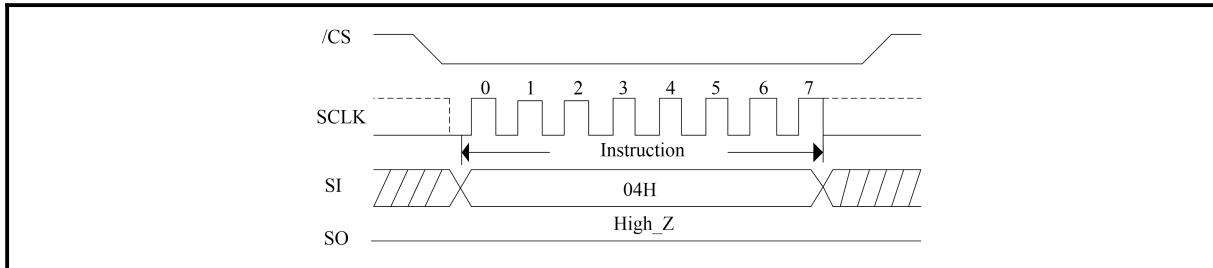 /CS
0 1 2 3 4 5 6 7
SCLK
Instruction
SI
04H
High_Z
SO